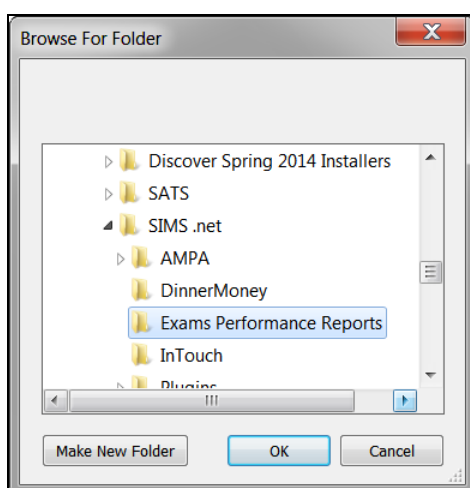 Browse For Folder
Discover Spring 2014 Installers
SATS
SIMS .net
AMPA
DinnerMoney
Exams Performance Reports
InTouch
Plugins
Make New Folder
OK
Cancel